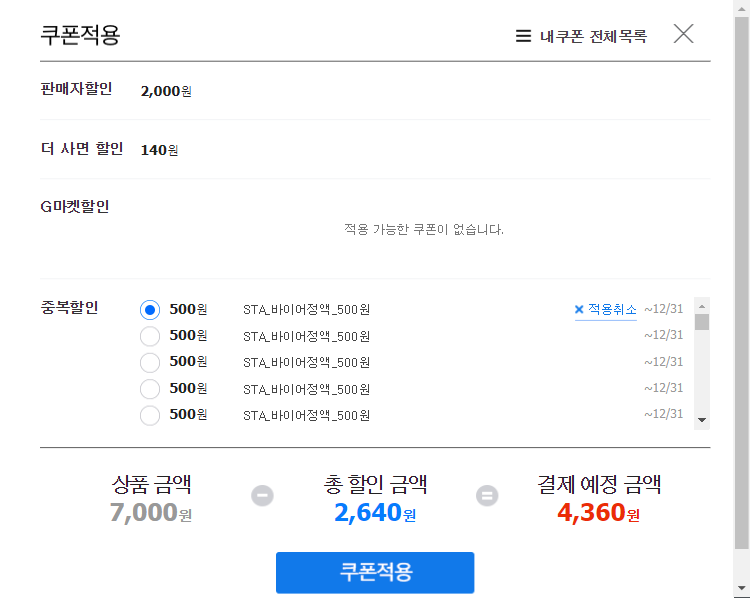 쿠폰적용
내쿠폰 전체목록
판매자할인 2,000원
더 사면 할인 140원
G마켓할인
적용 가능한 쿠폰이 없습니다.
중복할인 500원 STA_바이어정액_500원 적용취소 ~12/31
500원 STA_바이어정액_500원 ~12/31
500원 STA_바이어정액_500원 ~12/31
500원 STA_바이어정액_500원 ~12/31
500원 STA_바이어정액_500원 ~12/31
상품 금액 총 할인 금액 결제 예정 금액
7,000원 2,640원 4,360원
쿠폰적용